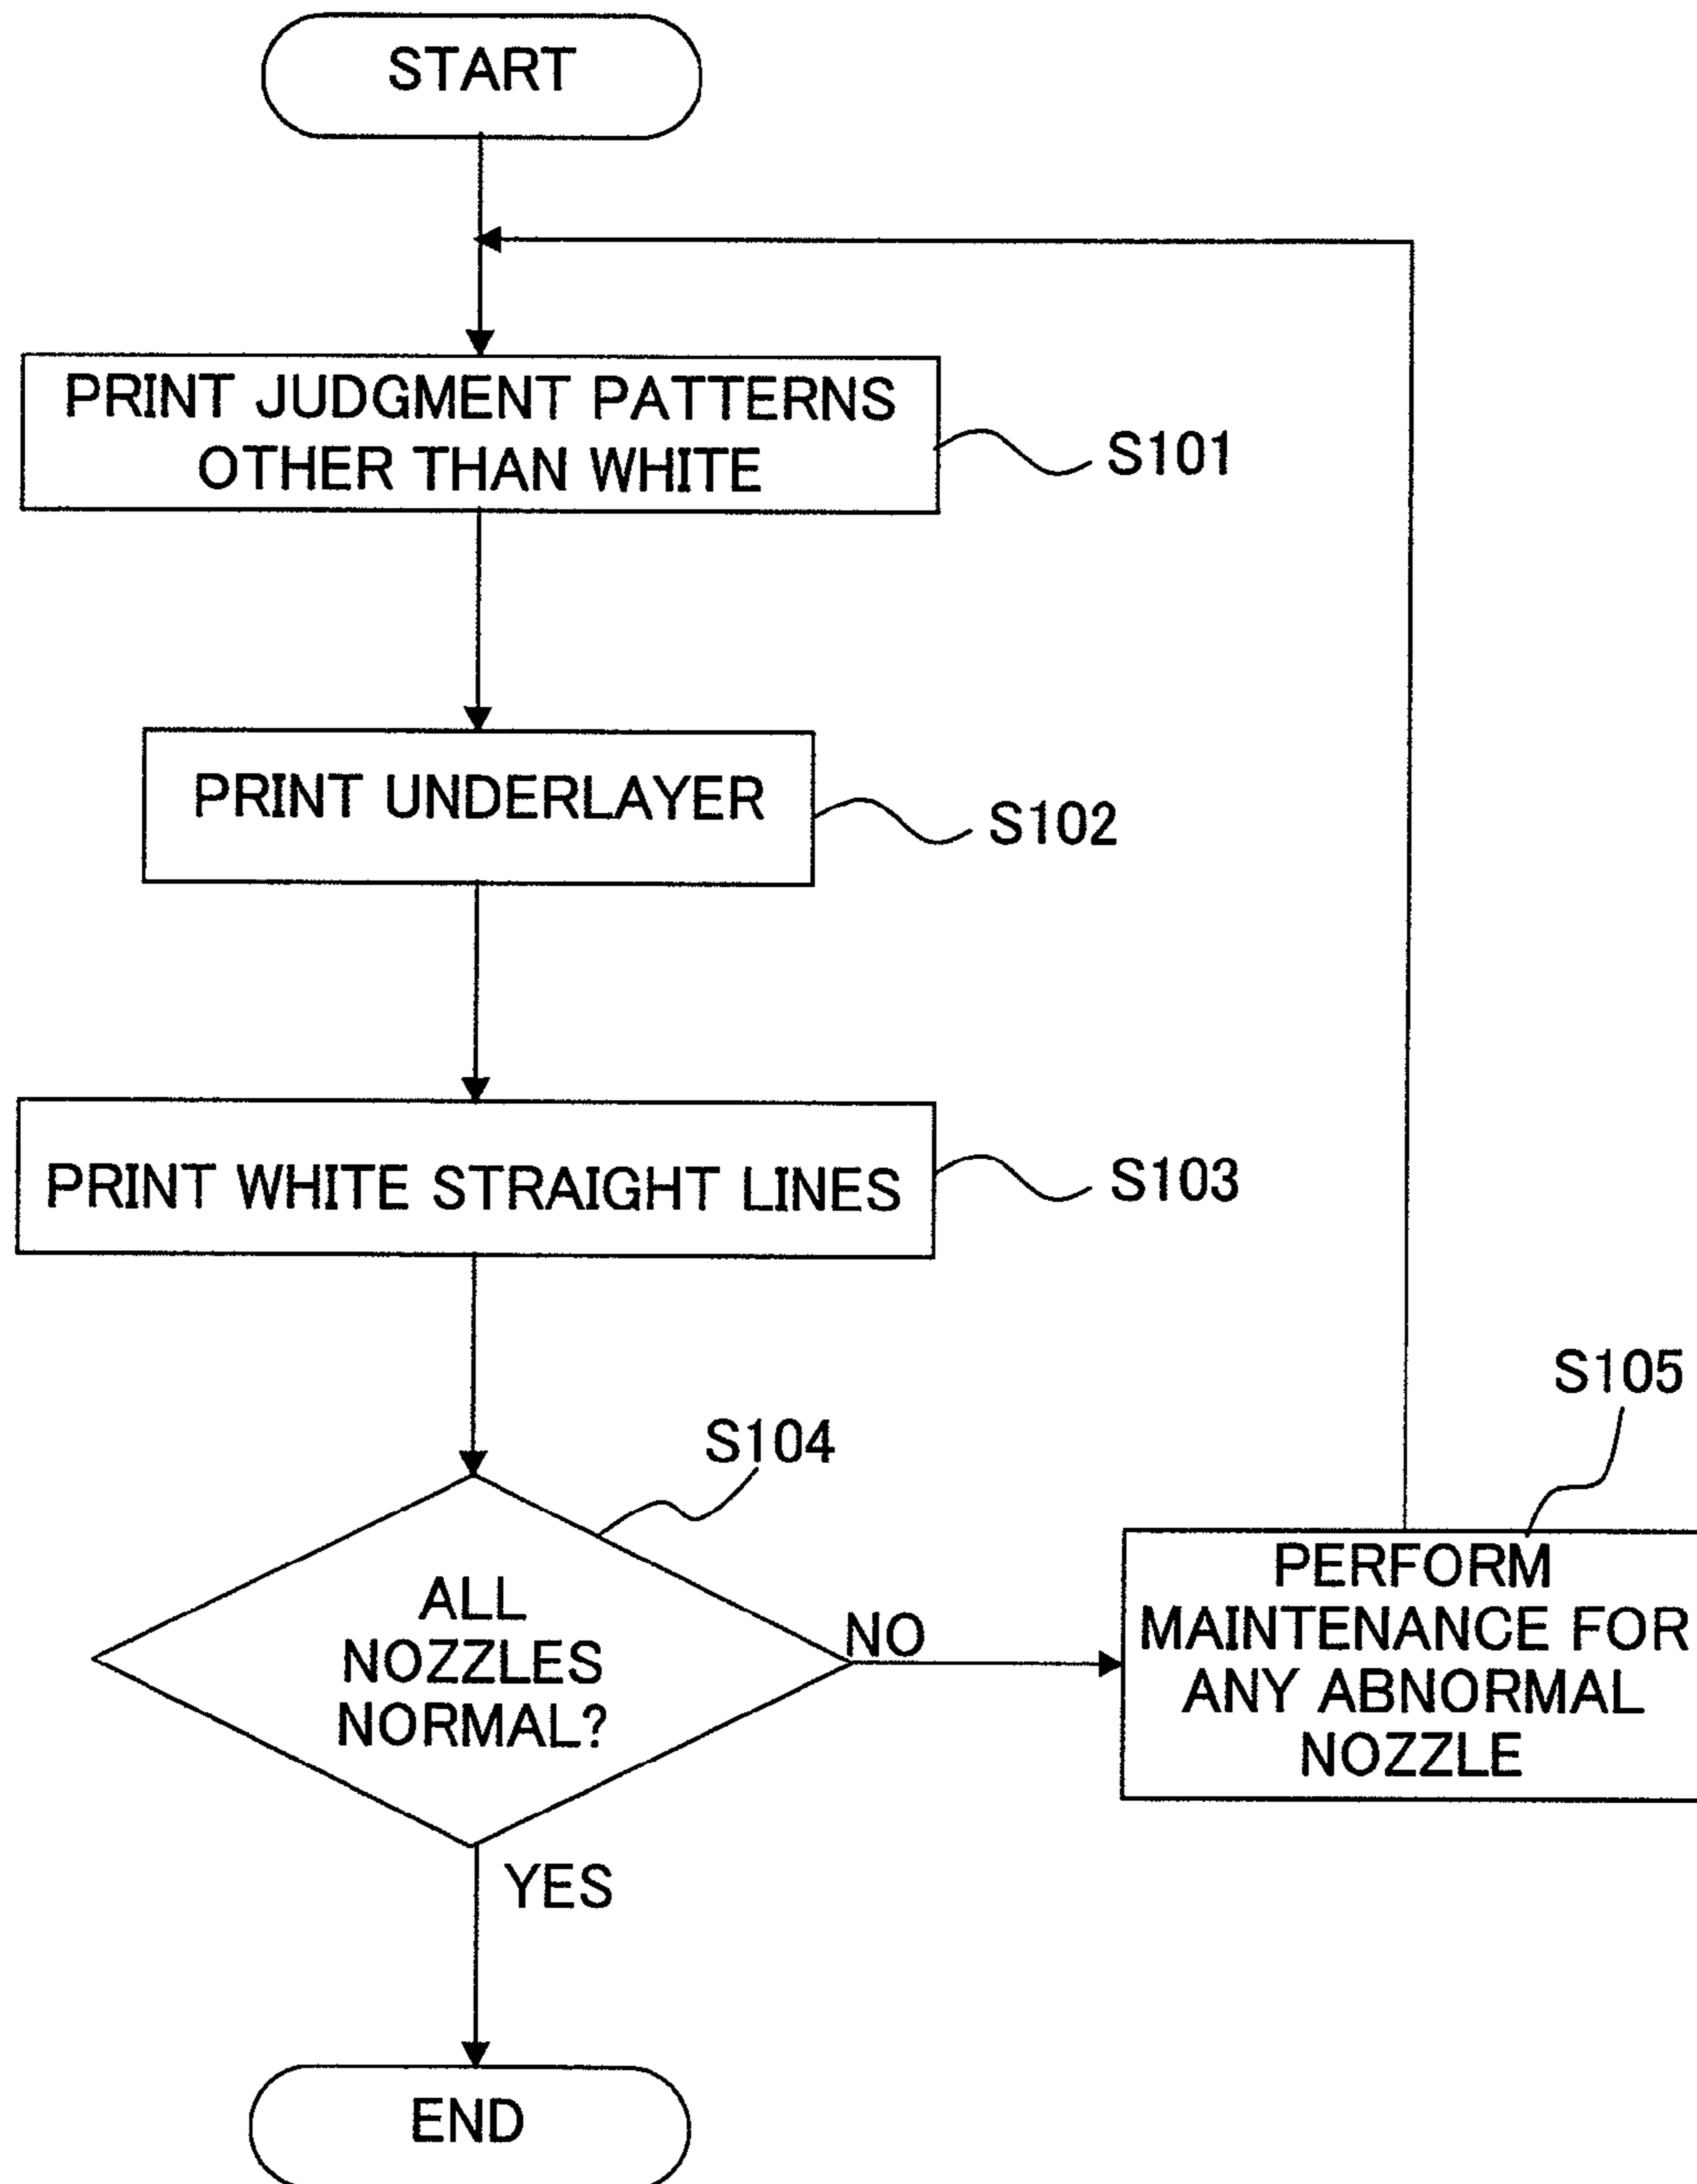 START
PRINT JUDGMENT PATTERNS
OTHER THAN WHITE
S101
PRINT UNDERLAYER
S102
PRINT WHITE STRAIGHT LINES
S103
S104
ALL
NOZZLES
NORMAL?
NO
S105
PERFORM
MAINTENANCE FOR
ANY ABNORMAL
NOZZLE
YES
END